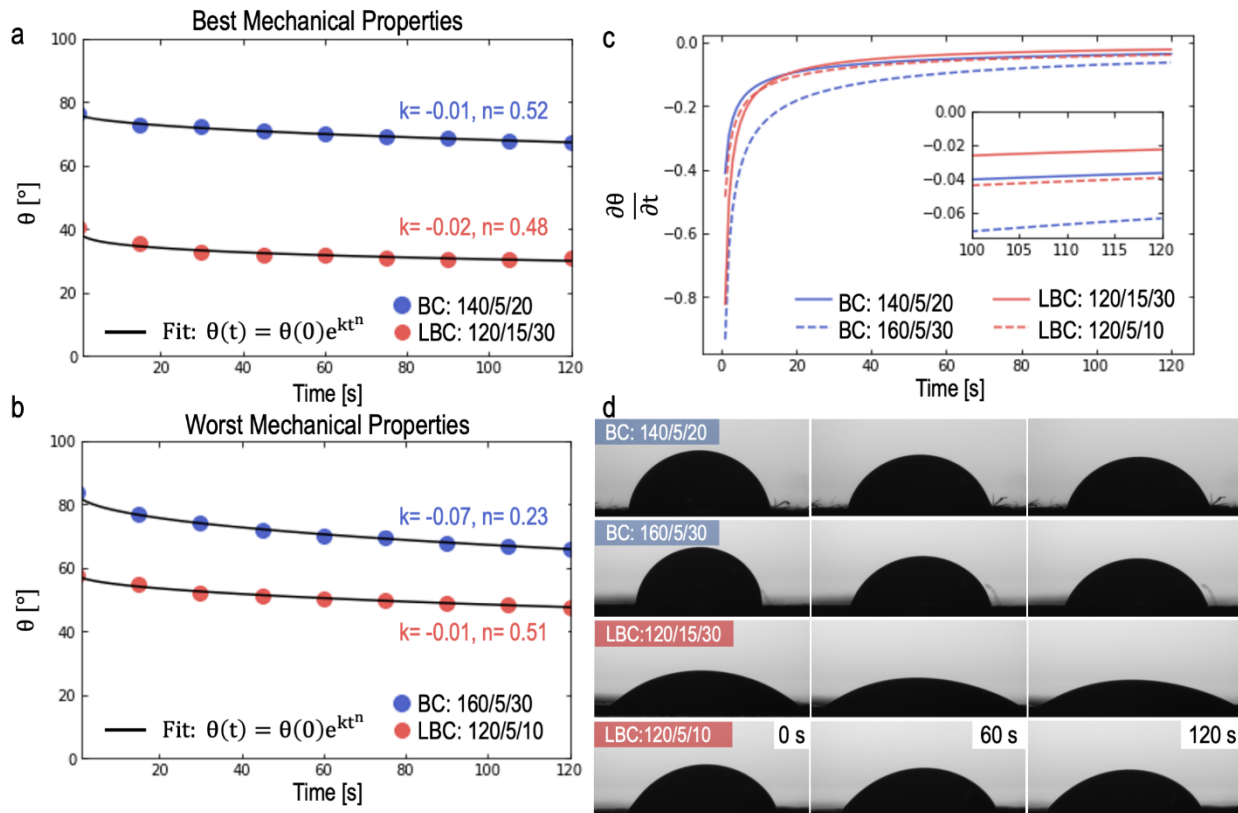 a
Best Mechanical Properties
100
80
60
40
20
0
θ [°]
k= -0.01, n= 0.52
k= -0.02, n= 0.48
BC: 140/5/20
LBC: 120/15/30
Fit: θ(t) = θ(0)e^{kt^n}
20 40 60 80 100 120
Time [s]
b
Worst Mechanical Properties
100
80
60
40
20
0
θ [°]
k= -0.07, n= 0.23
k= -0.01, n= 0.51
BC: 160/5/30
LBC: 120/5/10
Fit: θ(t) = θ(0)e^{kt^n}
20 40 60 80 100 120
Time [s]
c
0.0
−0.2
−0.4
−0.6
−0.8
∂θ
∂t
0.00
−0.02
−0.04
−0.06
100 105 110 115 120
BC: 140/5/20
BC: 160/5/30
LBC: 120/15/30
LBC: 120/5/10
0 20 40 60 80 100 120
Time [s]
d
BC: 140/5/20
BC: 160/5/30
LBC:120/15/30
LBC:120/5/10
0 s
60 s
120 s